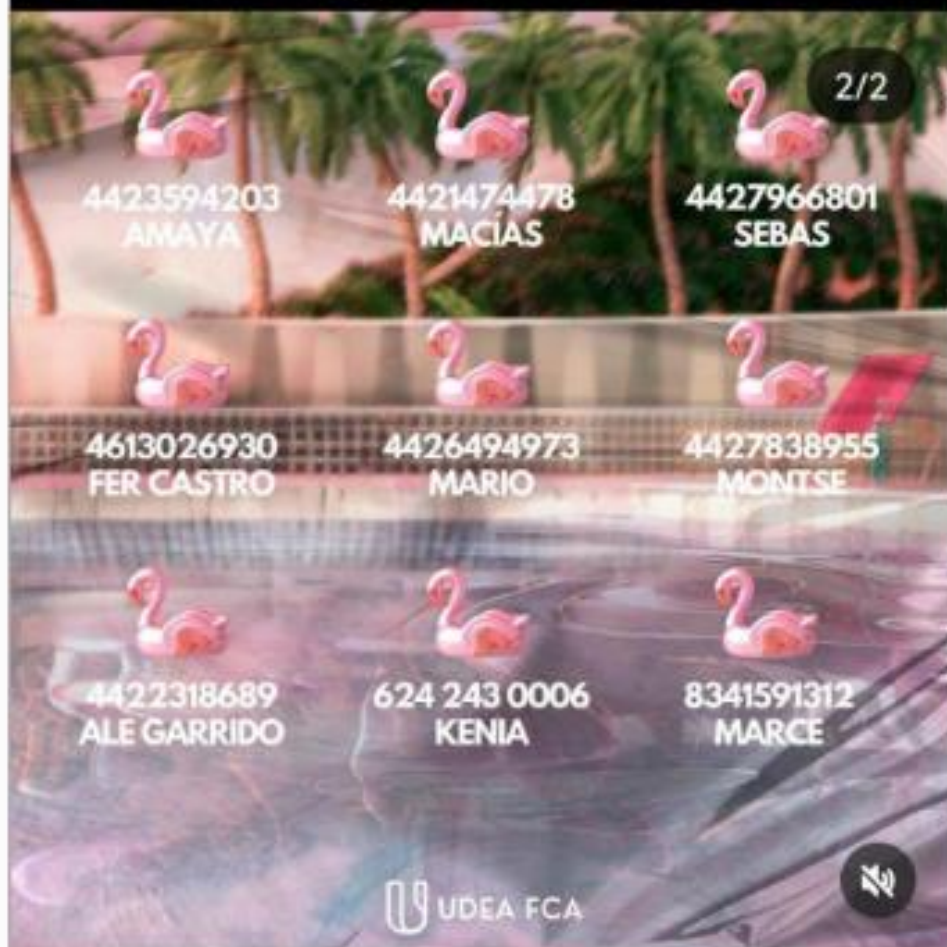 2/2
4423594203 4421474478 4427966801
AMAYA MACÍAS SEBAS
4613026930 4426494973 4427838955
FER CASTRO MARIO MONTSE
4422318689 624 243 0006 8341591312
ALE GARRIDO KENIA MARCE
UDEA FCA